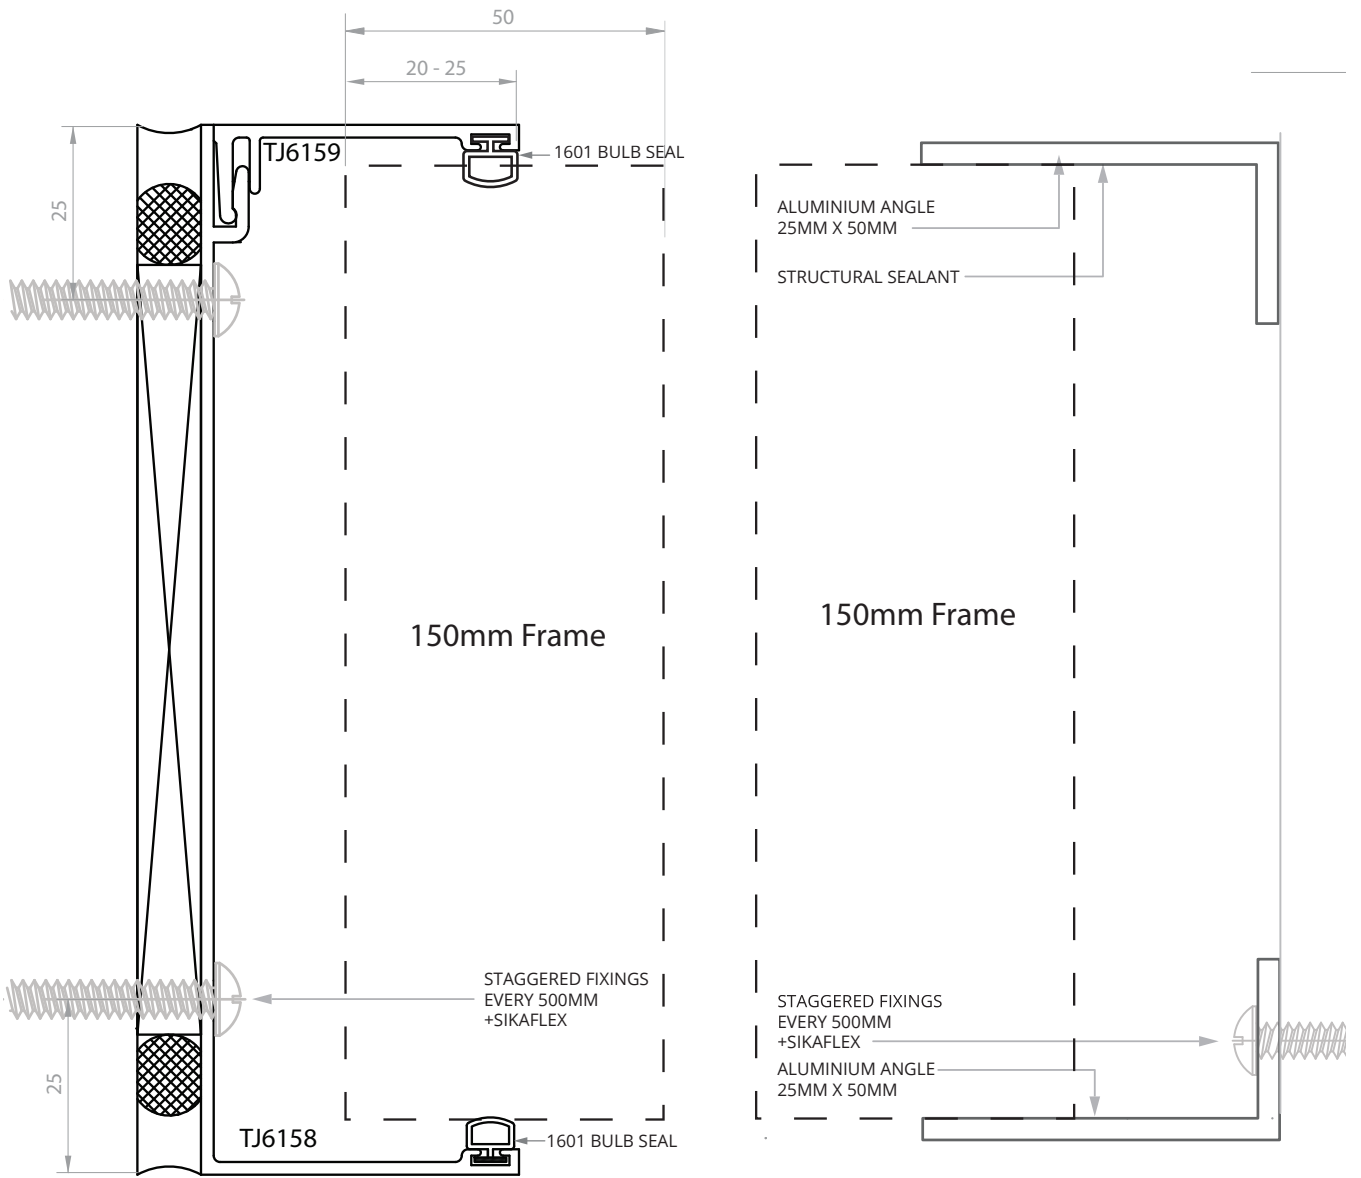 50
20 - 25
TJ6159
1601 BULB SEAL
25
ALUMINIUM ANGLE
25MM X 50MM
STRUCTURAL SEALANT
150mm Frame
150mm Frame
STAGGERED FIXINGS
EVERY 500MM
+SIKAFLEX
STAGGERED FIXINGS
EVERY 500MM
+SIKAFLEX
ALUMINIUM ANGLE
25MM X 50MM
25
TJ6158
1601 BULB SEAL